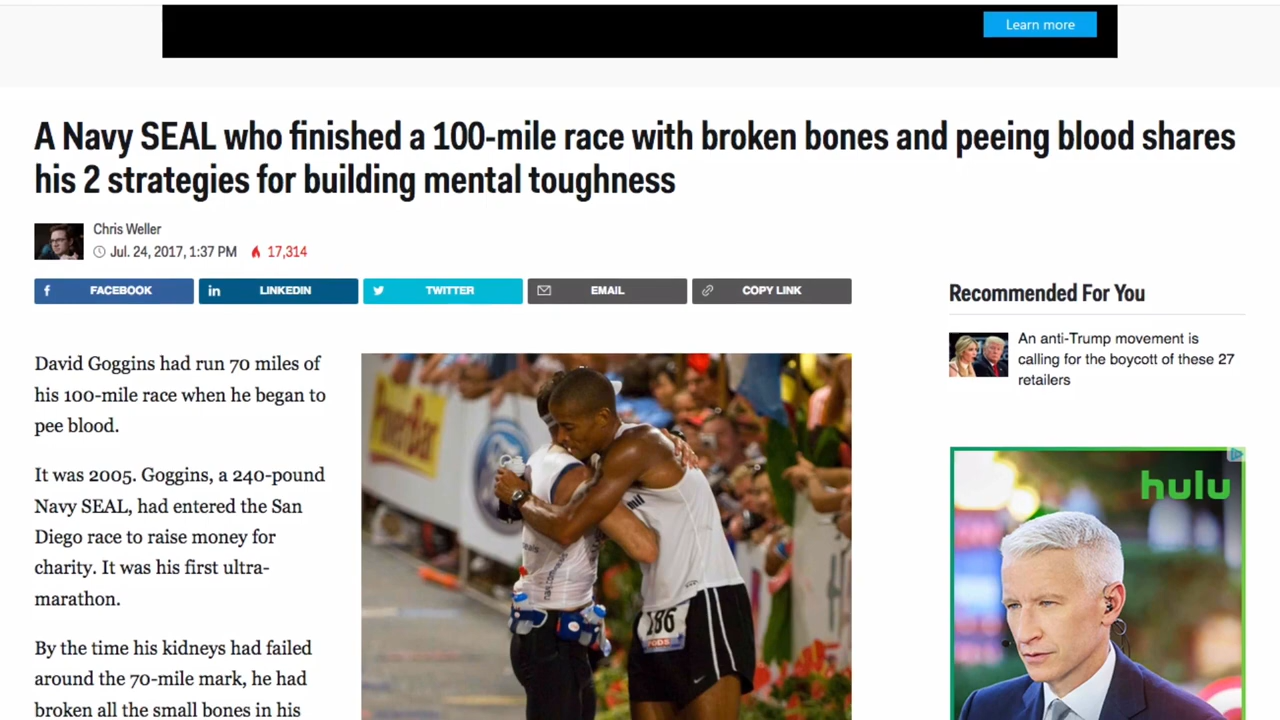 Learn more
A Navy SEAL who finished a 100-mile race with broken bones and peeing blood shares
his 2 strategies for building mental toughness
Chris Weller
Jul. 24, 2017, 1:37 PM 17,314
f FACEBOOK
in LINKEDIN
TWITTER
EMAIL
COPY LINK
David Goggins had run 70 miles of
his 100-mile race when he began to
pee blood.
It was 2005. Goggins, a 240-pound
Navy SEAL, had entered the San
Diego race to raise money for
charity. It was his first ultra-
marathon.
By the time his kidneys had failed
around the 70-mile mark, he had
broken all the small bones in his
PowerBar
186
Recommended For You
An anti-Trump movement is
calling for the boycott of these 27
retailers
hulu